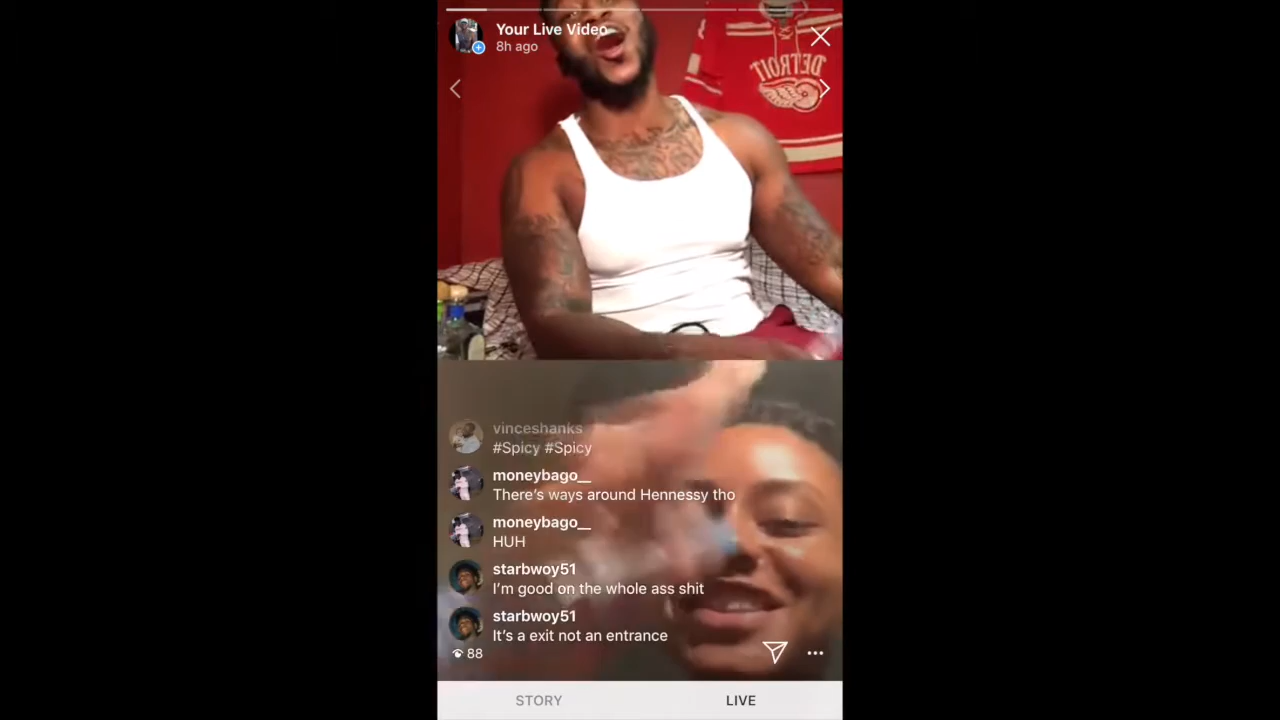 Your Live Video
8h ago
DETROIT
vinceshanks
#Spicy #Spicy
moneybago__
There's ways around Hennessy tho
moneybago__
HUH
starbwoy51
I'm good on the whole ass shit
starbwoy51
It's a exit not an entrance
88
STORY
LIVE